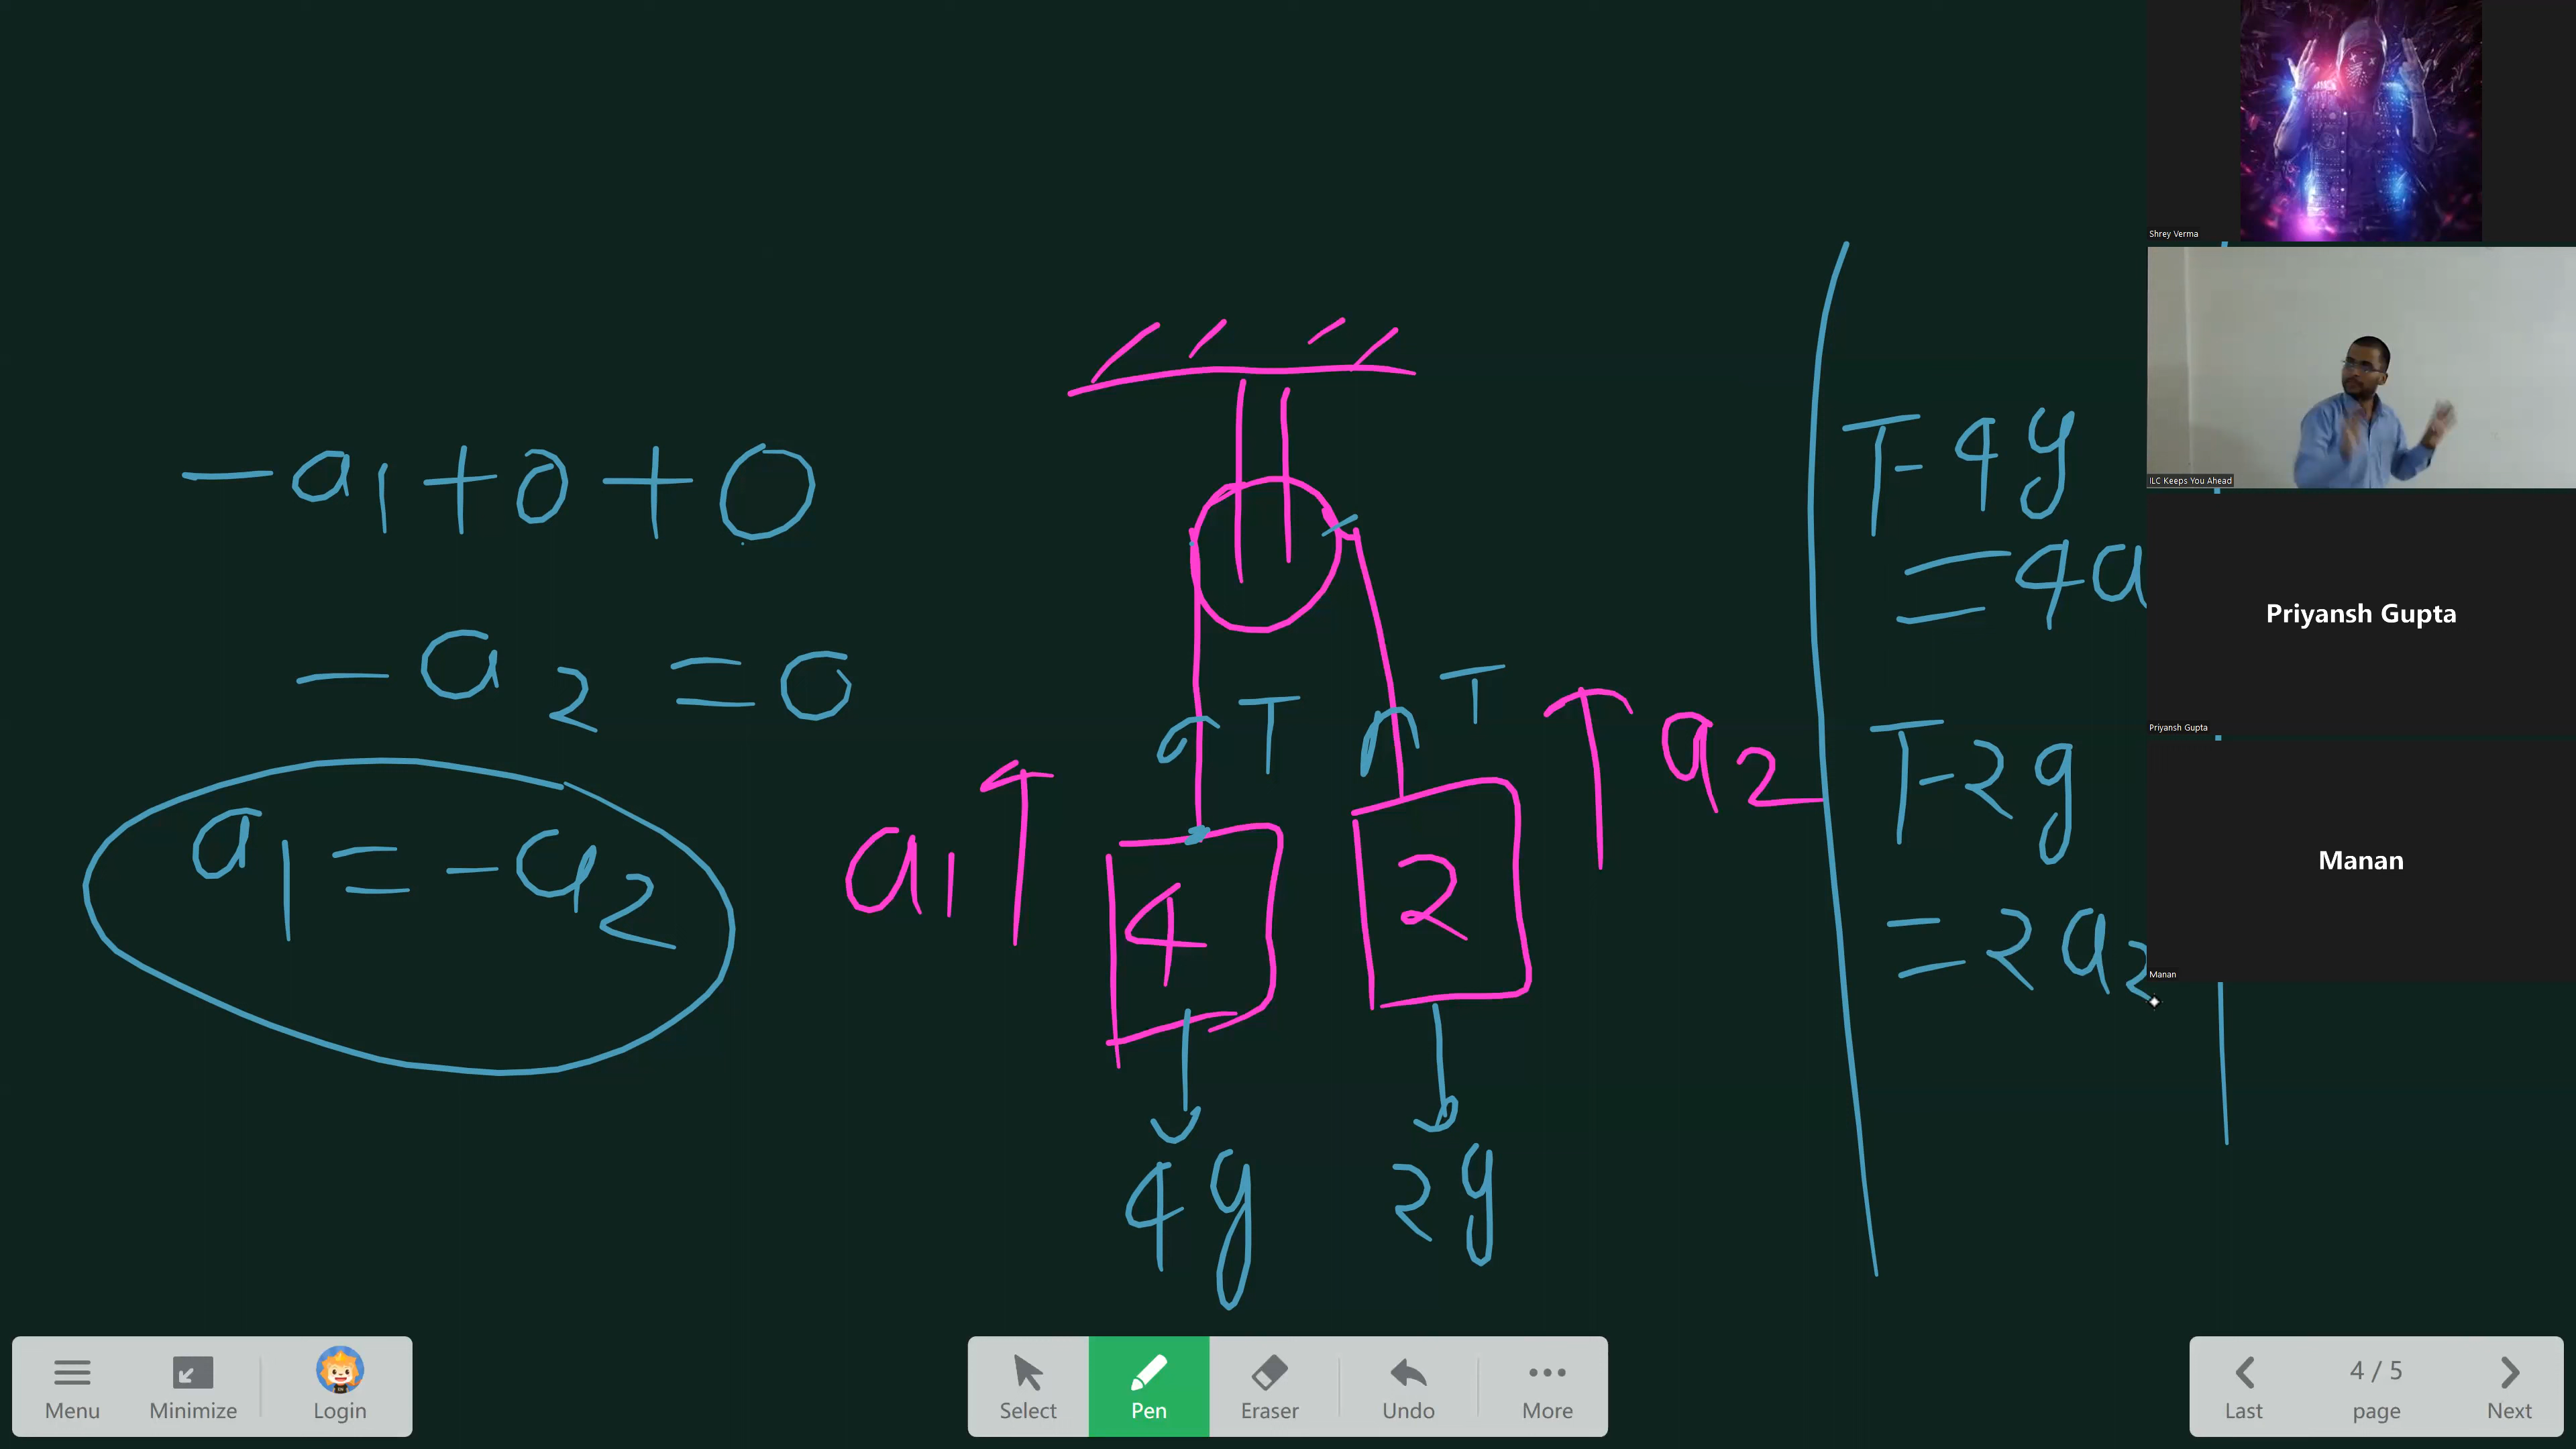 -a1+0+0
-a2=0
a1=-a2
T
T
a1
a2
4
2
4g
2g
T-4g
=4a
T-2g
=2a2
Shrey Verma
ILC Keeps You Ahead
Priyansh Gupta
Priyansh Gupta
Manan
Manan
Menu
Minimize
Login
Select
Pen
Eraser
Undo
More
Last
4 / 5
page
Next